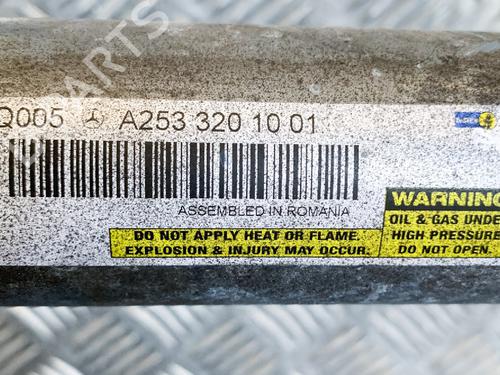 Q005 A253 320 10 01
ASSEMBLED IN ROMANIA
DO NOT APPLY HEAT OR FLAME.
EXPLOSION & INJURY MAY OCCUR.
WARNING
OIL & GAS UNDE
HIGH PRESSURE
DO NOT OPEN.